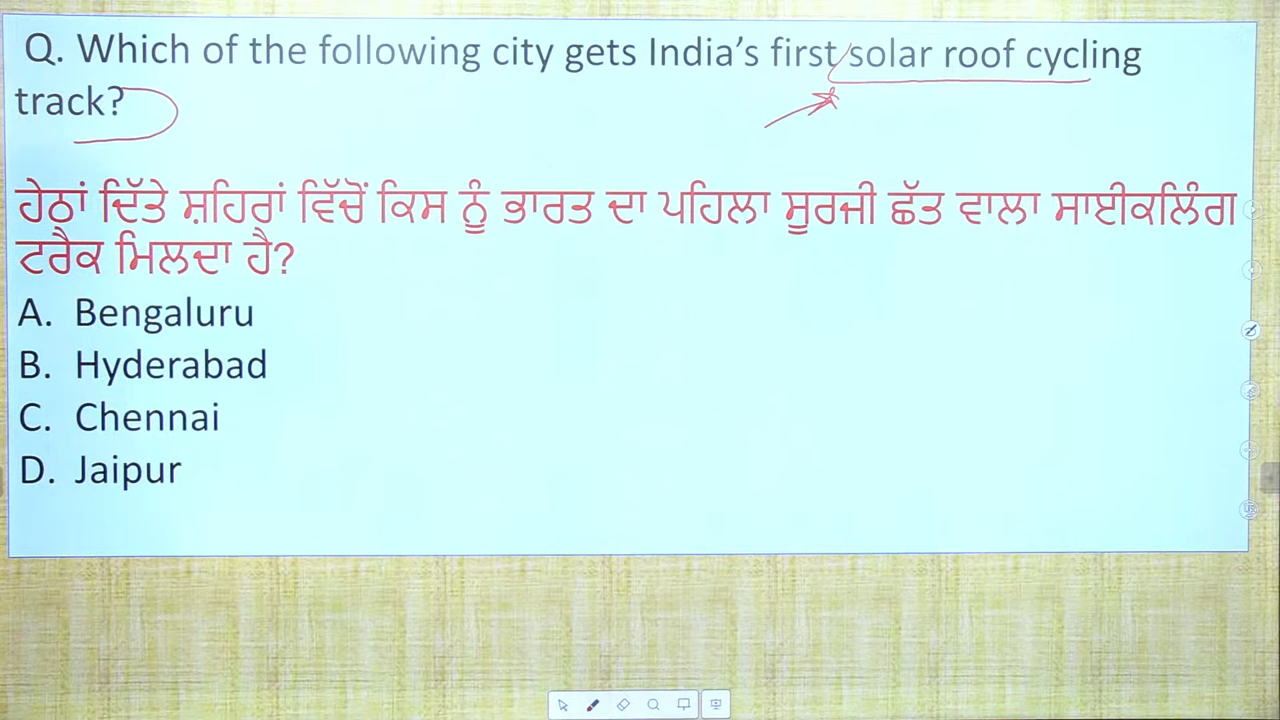 Q. Which of the following city gets India’s first solar roof cycling
track?
ਹੇਠਾਂ ਦਿੱਤੇ ਸ਼ਹਿਰਾਂ ਵਿੱਚੋਂ ਕਿਸ ਨੂੰ ਭਾਰਤ ਦਾ ਪਹਿਲਾ ਸੂਰਜੀ ਛੱਤ ਵਾਲਾ ਸਾਈਕਲਿੰਗ
ਟਰੈਕ ਮਿਲਦਾ ਹੈ?
A. Bengaluru
B. Hyderabad
C. Chennai
D. Jaipur